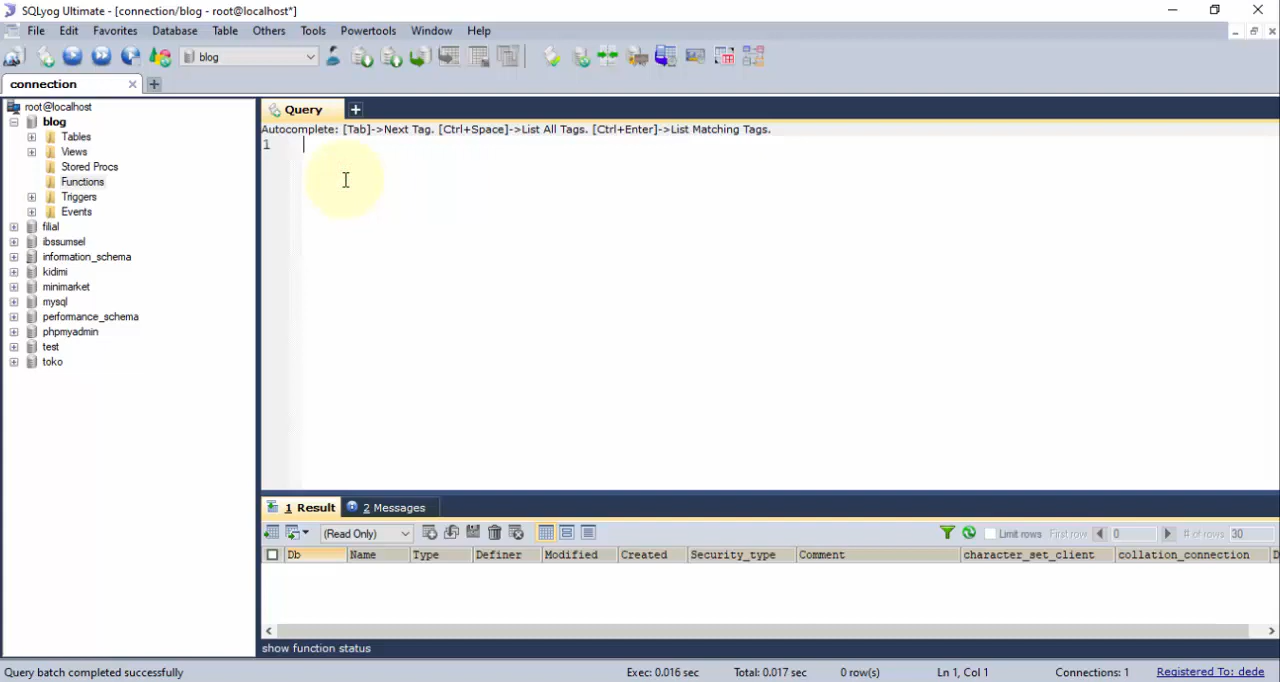 SQLyog Ultimate - [connection/blog - root@localhost*]
File Edit Favorites Database Table Others Tools Powertools Window Help
blog
connection
root@localhost
blog
Tables
Views
Stored Procs
Functions
Triggers
Events
filial
ibssumsel
information_schema
kidimi
minimarket
mysql
performance_schema
phpmyadmin
test
toko
Query
Autocomplete: [Tab]->Next Tag. [Ctrl+Space]->List All Tags. [Ctrl+Enter]->List Matching Tags.
1
1 Result 2 Messages
(Read Only) Limit rows First row 0 # of rows 30
Db Name Type Definer Modified Created Security_type Comment character_set_client collation_connection D
show function status
Query batch completed successfully Exec: 0.016 sec Total: 0.017 sec 0 row(s) Ln 1, Col 1 Connections: 1 Registered To: dede